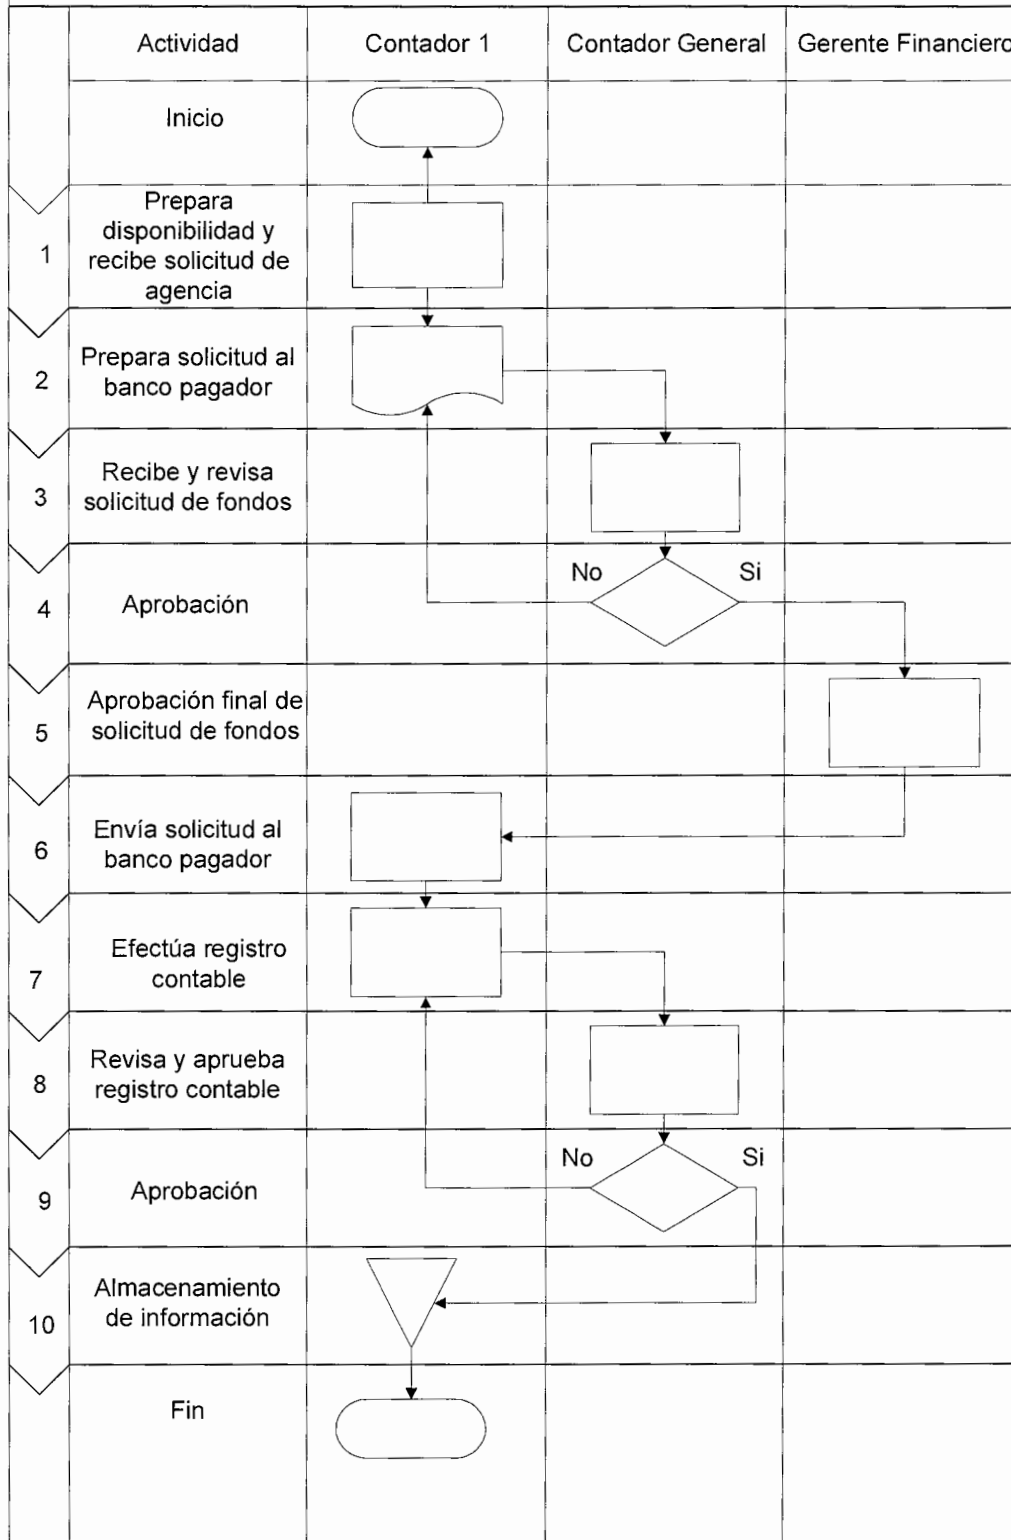 Actividad
Contador 1
Contador General
Gerente Financiero
Inicio
1
Prepara
disponibilidad y
recibe solicitud de
agencia
2
Prepara solicitud al
banco pagador
3
Recibe y revisa
solicitud de fondos
4
Aprobación
No
Si
5
Aprobación final de
solicitud de fondos
6
Envía solicitud al
banco pagador
7
Efectúa registro
contable
8
Revisa y aprueba
registro contable
9
Aprobación
No
Si
10
Almacenamiento
de información
Fin